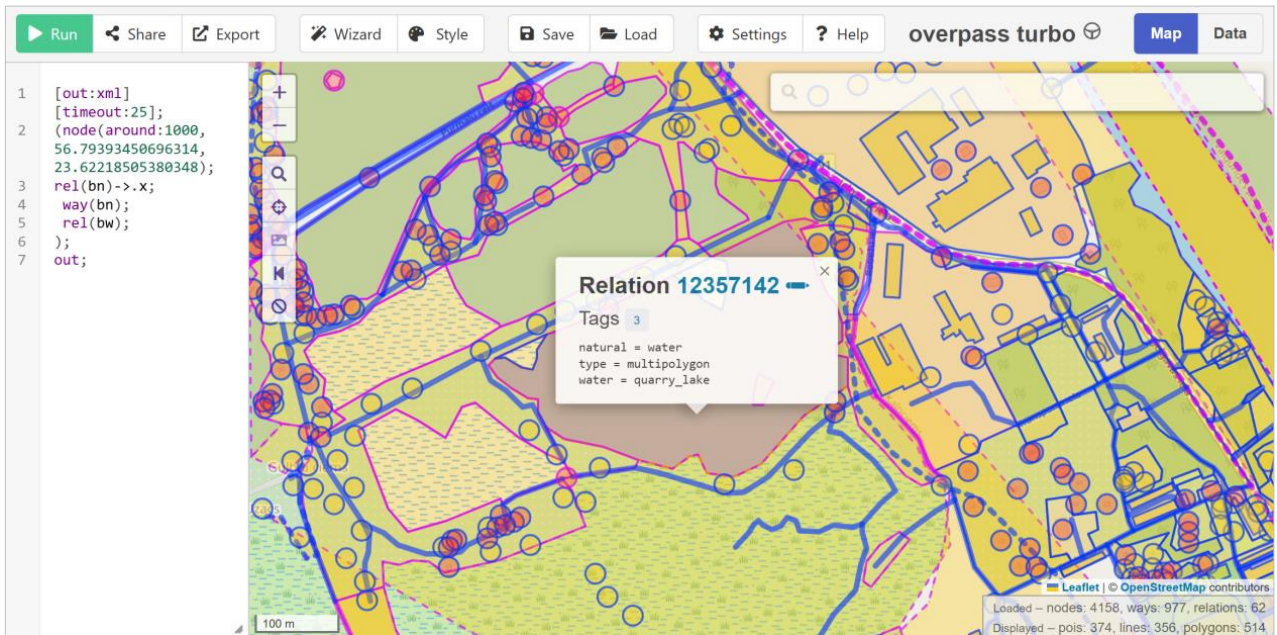 Run Share Export Wizard Style Save Load Settings ? Help overpass turbo Map Data
1 [out:xml]
[timeout:25];
2 (node(around:1000,
56.79393450696314,
23.62218505380348);
3 rel(bn)->.x;
4 way(bn);
5 rel(bw);
6 );
7 out;
+
−
Relation 12357142
×
Tags 3
natural = water
type = multipolygon
water = quarry_lake
100 m
Leaflet | © OpenStreetMap contributors
Loaded – nodes: 4158, ways: 977, relations: 62
Displayed – pois: 374, lines: 356, polygons: 514